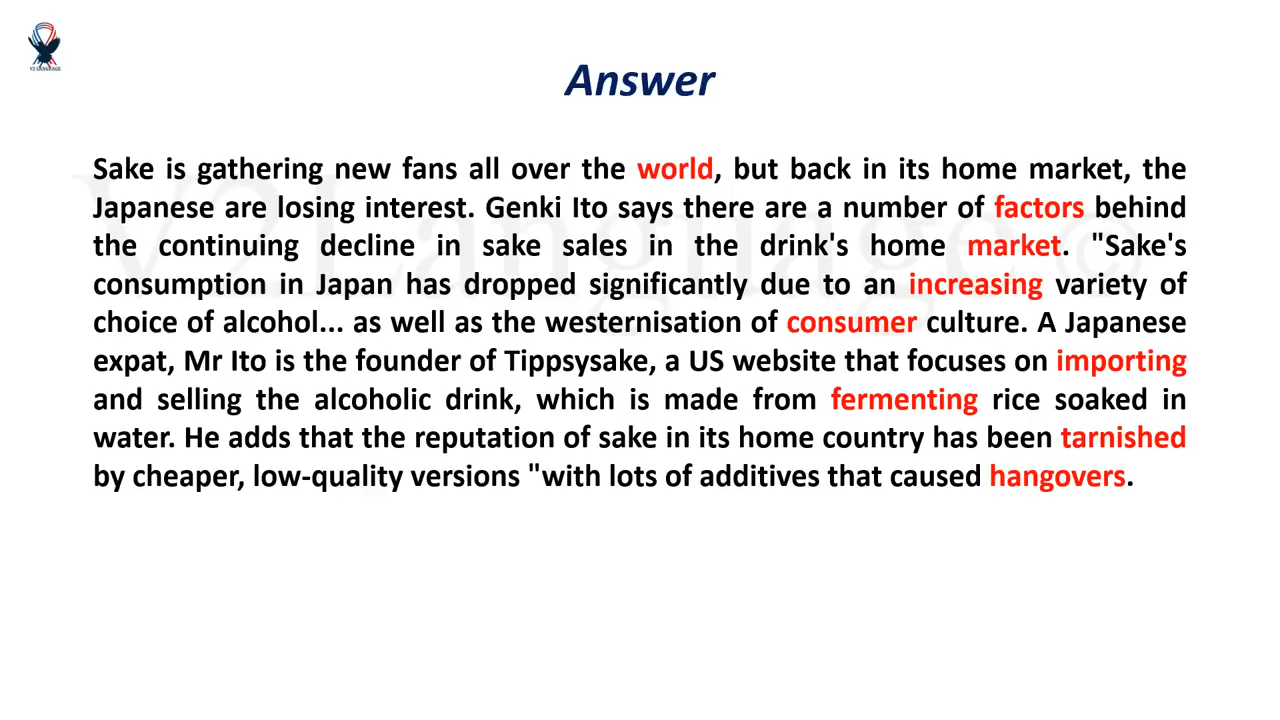 V2 LANGUAGE
Answer
Sake is gathering new fans all over the world, but back in its home market, the
Japanese are losing interest. Genki Ito says there are a number of factors behind
the continuing decline in sake sales in the drink's home market. "Sake's
consumption in Japan has dropped significantly due to an increasing variety of
choice of alcohol... as well as the westernisation of consumer culture. A Japanese
expat, Mr Ito is the founder of Tippsysake, a US website that focuses on importing
and selling the alcoholic drink, which is made from fermenting rice soaked in
water. He adds that the reputation of sake in its home country has been tarnished
by cheaper, low-quality versions "with lots of additives that caused hangovers.
V2Language ©